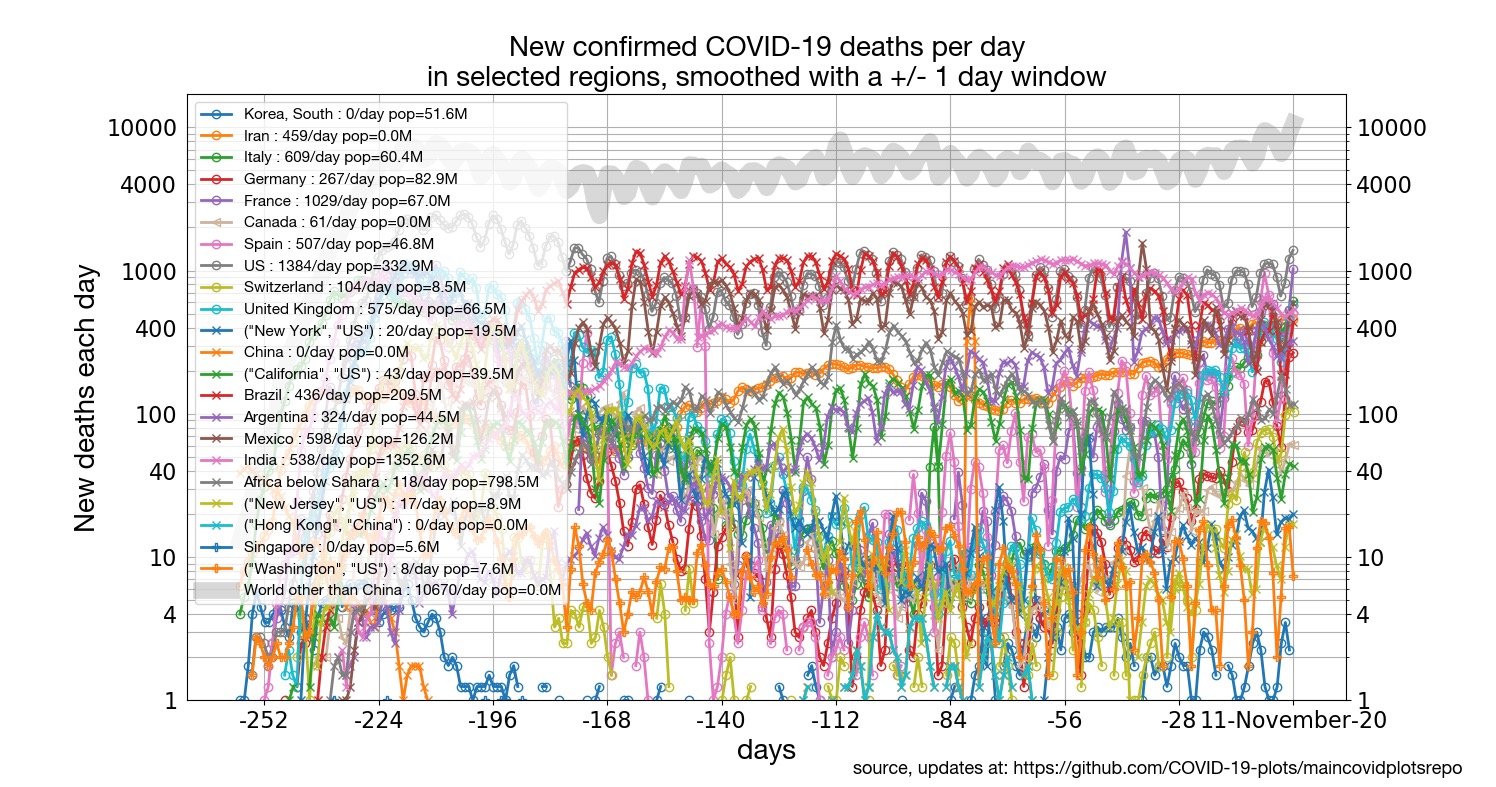 New confirmed COVID-19 deaths per day
in selected regions, smoothed with a +/- 1 day window
New deaths each day
10000
4000
1000
400
100
40
10
4
1
Korea, South : 0/day pop=51.6M
Iran : 459/day pop=0.0M
Italy : 609/day pop=60.4M
Germany : 267/day pop=82.9M
France : 1029/day pop=67.0M
Canada : 61/day pop=0.0M
Spain : 507/day pop=46.8M
US : 1384/day pop=332.9M
Switzerland : 104/day pop=8.5M
United Kingdom : 575/day pop=66.5M
("New York", "US") : 20/day pop=19.5M
China : 0/day pop=0.0M
("California", "US") : 43/day pop=39.5M
Brazil : 436/day pop=209.5M
Argentina : 324/day pop=44.5M
Mexico : 598/day pop=126.2M
India : 538/day pop=1352.6M
Africa below Sahara : 118/day pop=798.5M
("New Jersey", "US") : 17/day pop=8.9M
("Hong Kong", "China") : 0/day pop=0.0M
Singapore : 0/day pop=5.6M
("Washington", "US") : 8/day pop=7.6M
World other than China : 10670/day pop=0.0M
10000
4000
1000
400
100
40
10
4
1
-252 -224 -196 -168 -140 -112 -84 -56 -28 11-November-20
days
source, updates at: https://github.com/COVID-19-plots/maincovidplotsrepo